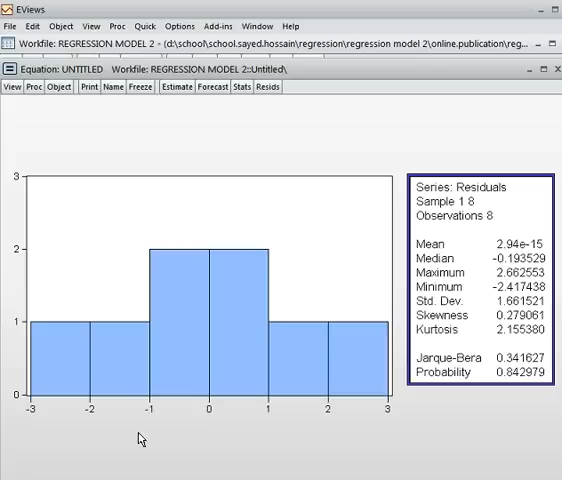 EViews
File Edit Object View Proc Quick Options Add-ins Window Help
Workfile: REGRESSION MODEL 2 - (d:\school\school.sayed.hossain\regression\regression model 2\online.publication\reg...
Equation: UNTITLED Workfile: REGRESSION MODEL 2::Untitled\
View Proc Object Print Name Freeze Estimate Forecast Stats Resids
3
2
1
0
-3 -2 -1 0 1 2 3
Series: Residuals
Sample 1 8
Observations 8
Mean 2.94e-15
Median -0.193529
Maximum 2.662553
Minimum -2.417438
Std. Dev. 1.661521
Skewness 0.279061
Kurtosis 2.155380
Jarque-Bera 0.341627
Probability 0.842979